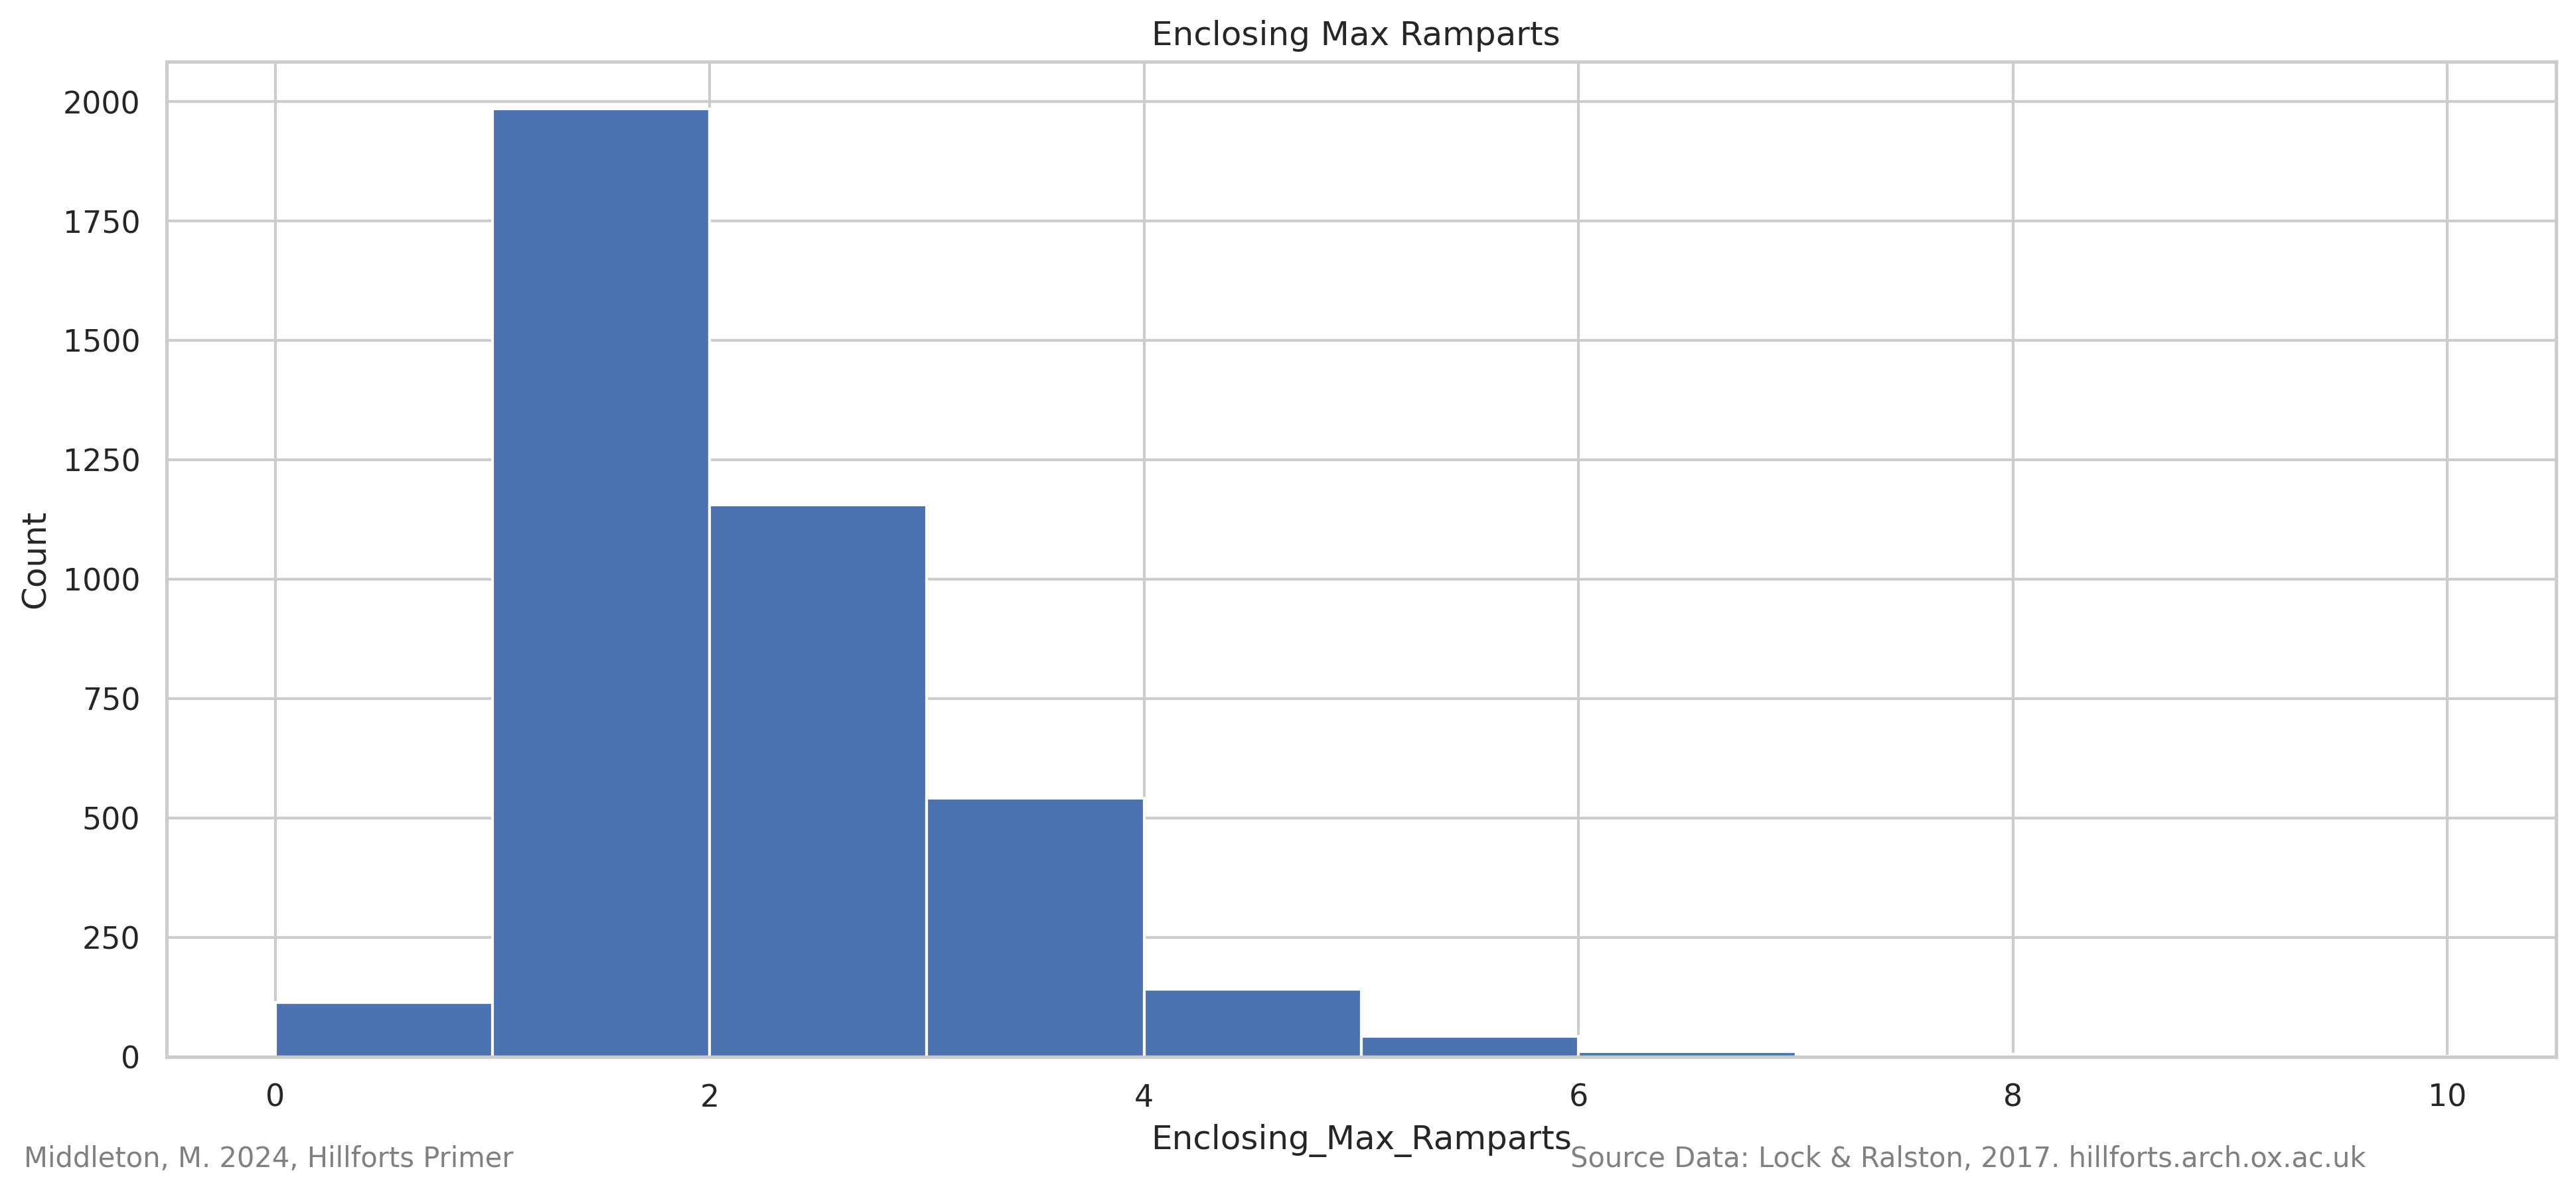 Enclosing Max Ramparts
2000
1750
1500
1250
1000
750
500
250
0
Count
0 2 4 6 8 10
Enclosing_Max_Ramparts
Middleton, M. 2024, Hillforts Primer
Source Data: Lock & Ralston, 2017. hillforts.arch.ox.ac.uk